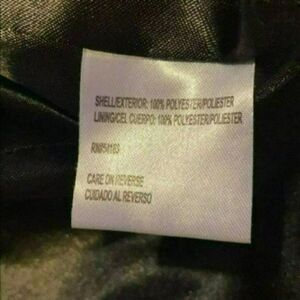 SHELL/EXTERIOR: 100% POLYESTER/POLIESTER
LINING/CEL CUERPO: 100% POLYESTER/POLIESTER
CARE ON REVERSE
CUIDADO AL REVERSO